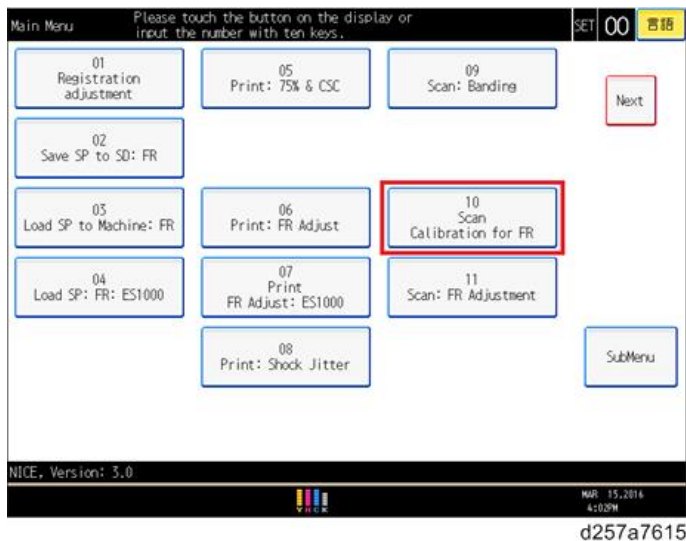 Main Menu
Please touch the button on the display or
input the number with ten keys.
SET 00 言語
01
Registration
adjustment
05
Print: 75% & CSC
09
Scan: Banding
Next
02
Save SP to SD: FR
03
Load SP to Machine: FR
06
Print: FR Adjust
10
Scan
Calibration for FR
04
Load SP: FR: ES1000
07
Print
FR Adjust: ES1000
11
Scan: FR Adjustment
08
Print: Shock Jitter
SubMenu
NICE, Version: 3.0
Y M C K
MAR 15.2016
4:02PM
d257a7615